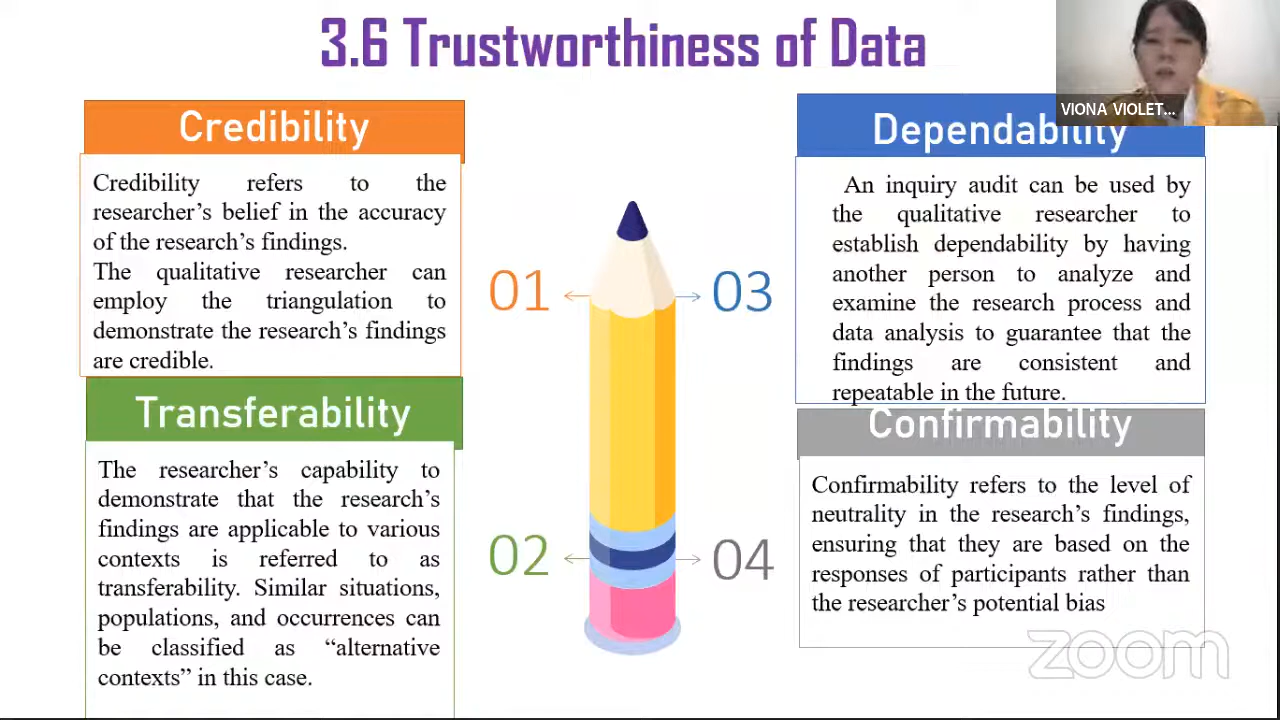 3.6 Trustworthiness of Data
VIONA VIOLET...
Credibility
Credibility refers to the
researcher's belief in the accuracy
of the research's findings.
The qualitative researcher can
employ the triangulation to
demonstrate the research's findings
are credible.
Transferability
The researcher's capability to
demonstrate that the research's
findings are applicable to various
contexts is referred to as
transferability. Similar situations,
populations, and occurrences can
be classified as “alternative
contexts” in this case.
01
02
03
04
Dependability
An inquiry audit can be used by
the qualitative researcher to
establish dependability by having
another person to analyze and
examine the research process and
data analysis to guarantee that the
findings are consistent and
repeatable in the future.
Confirmability
Confirmability refers to the level of
neutrality in the research's findings,
ensuring that they are based on the
responses of participants rather than
the researcher's potential bias
zoom